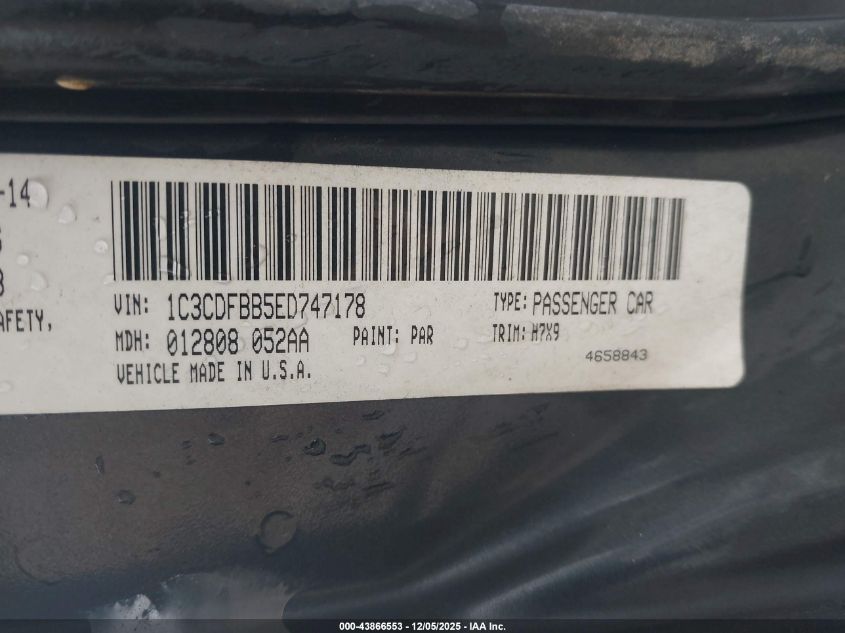 -14
VIN: 1C3CDFBB5ED747178 TYPE: PASSENGER CAR
AFETY,
MDH: 012808 052AA PAINT: PAR TRIM: H7X9
4658843
VEHICLE MADE IN U.S.A.
000-43866553 - 12/05/2025 - IAA Inc.